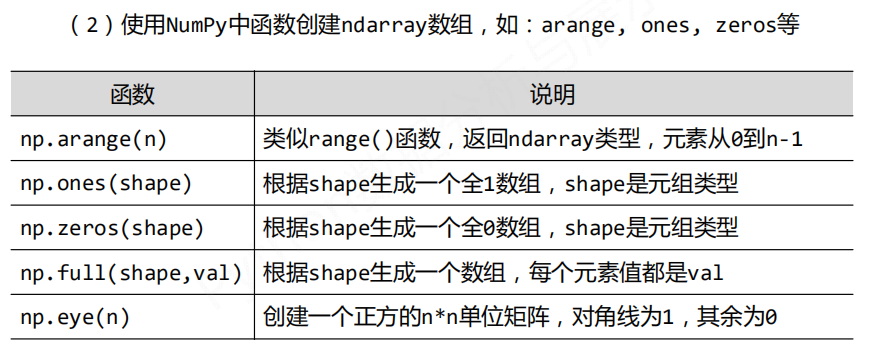 （2）使用NumPy中函数创建ndarray数组，如：arange, ones, zeros等
函数 说明
np.arange(n) 类似range()函数，返回ndarray类型，元素从0到n-1
np.ones(shape) 根据shape生成一个全1数组，shape是元组类型
np.zeros(shape) 根据shape生成一个全0数组，shape是元组类型
np.full(shape,val) 根据shape生成一个数组，每个元素值都是val
np.eye(n) 创建一个正方的n*n单位矩阵，对角线为1，其余为0